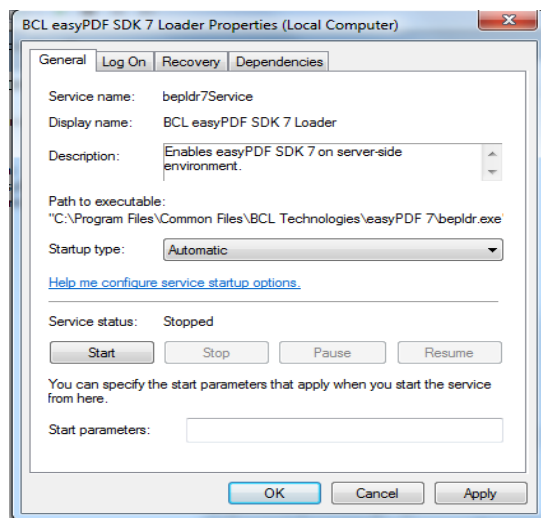 BCL easyPDF SDK 7 Loader Properties (Local Computer)
General Log On Recovery Dependencies
Service name: bepldr7Service
Display name: BCL easyPDF SDK 7 Loader
Description: Enables easyPDF SDK 7 on server-side
environment.
Path to executable:
"C:\Program Files\Common Files\BCL Technologies\easyPDF 7\bepldr.exe"
Startup type: Automatic
Help me configure service startup options.
Service status: Stopped
Start Stop Pause Resume
You can specify the start parameters that apply when you start the service
from here.
Start parameters:
OK Cancel Apply